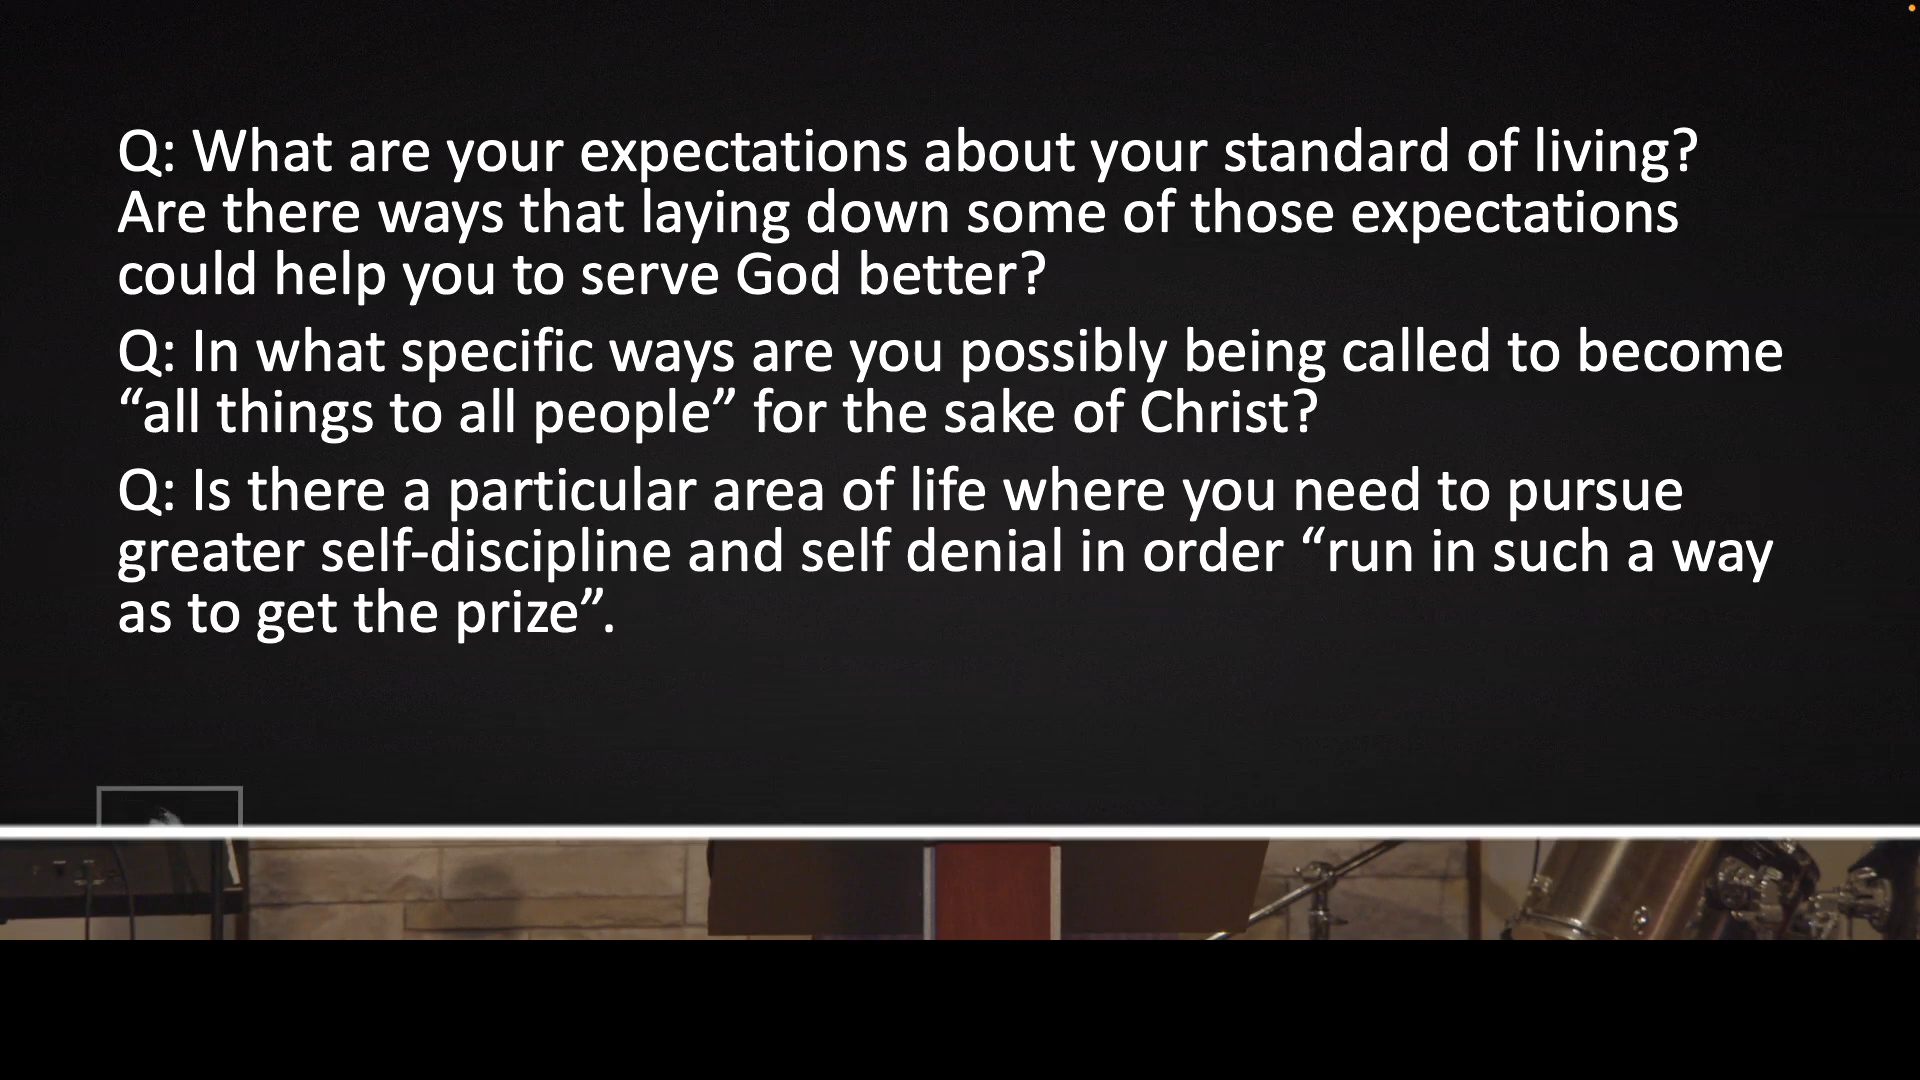 Q: What are your expectations about your standard of living?
Are there ways that laying down some of those expectations
could help you to serve God better?
Q: In what specific ways are you possibly being called to become
“all things to all people” for the sake of Christ?
Q: Is there a particular area of life where you need to pursue
greater self-discipline and self denial in order “run in such a way
as to get the prize”.